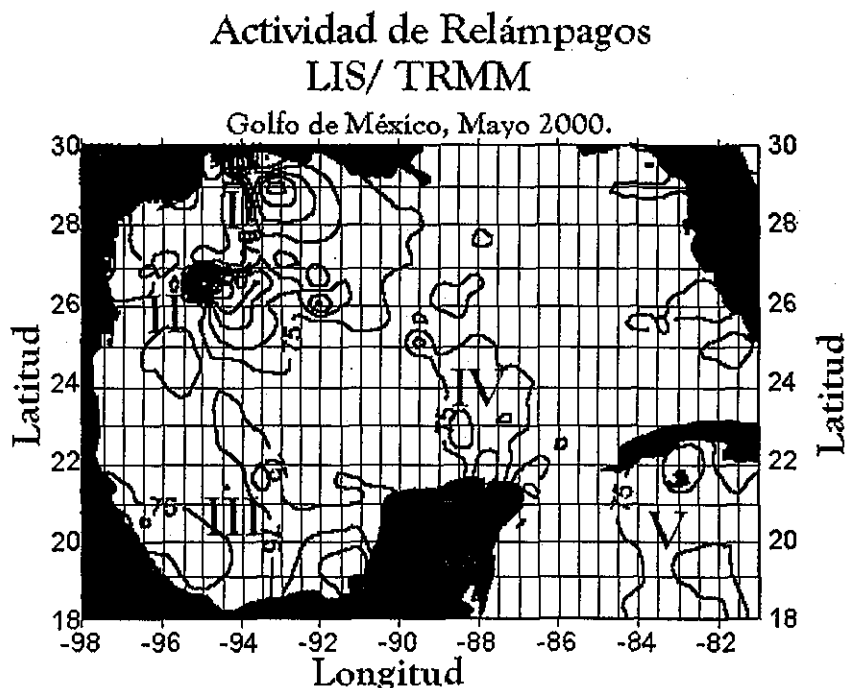 Actividad de Relámpagos
LIS/ TRMM
Golfo de México, Mayo 2000.
30 30
28 28
26 26
24 24
22 22
20 20
18 18
Latitud
Latitud
I
II
III
IV
V
75
75
75
75
75
75
-98 -96 -94 -92 -90 -88 -86 -84 -82
Longitud